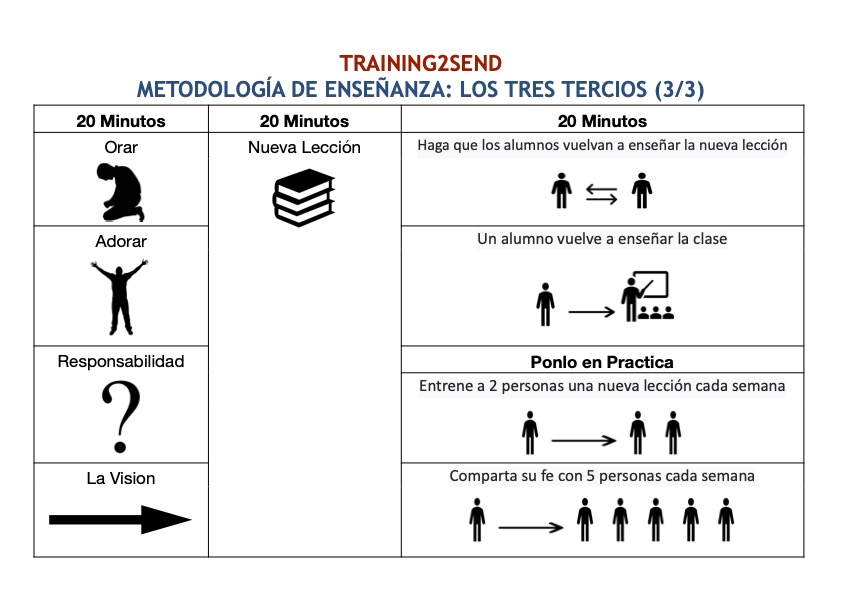 TRAINING2SEND
METODOLOGÍA DE ENSEÑANZA: LOS TRES TERCIOS (3/3)
20 Minutos
20 Minutos
20 Minutos
Orar
Nueva Lección
Haga que los alumnos vuelvan a enseñar la nueva lección
Adorar
Un alumno vuelve a enseñar la clase
Responsabilidad
?
Ponlo en Practica
Entrene a 2 personas una nueva lección cada semana
La Vision
Comparta su fe con 5 personas cada semana